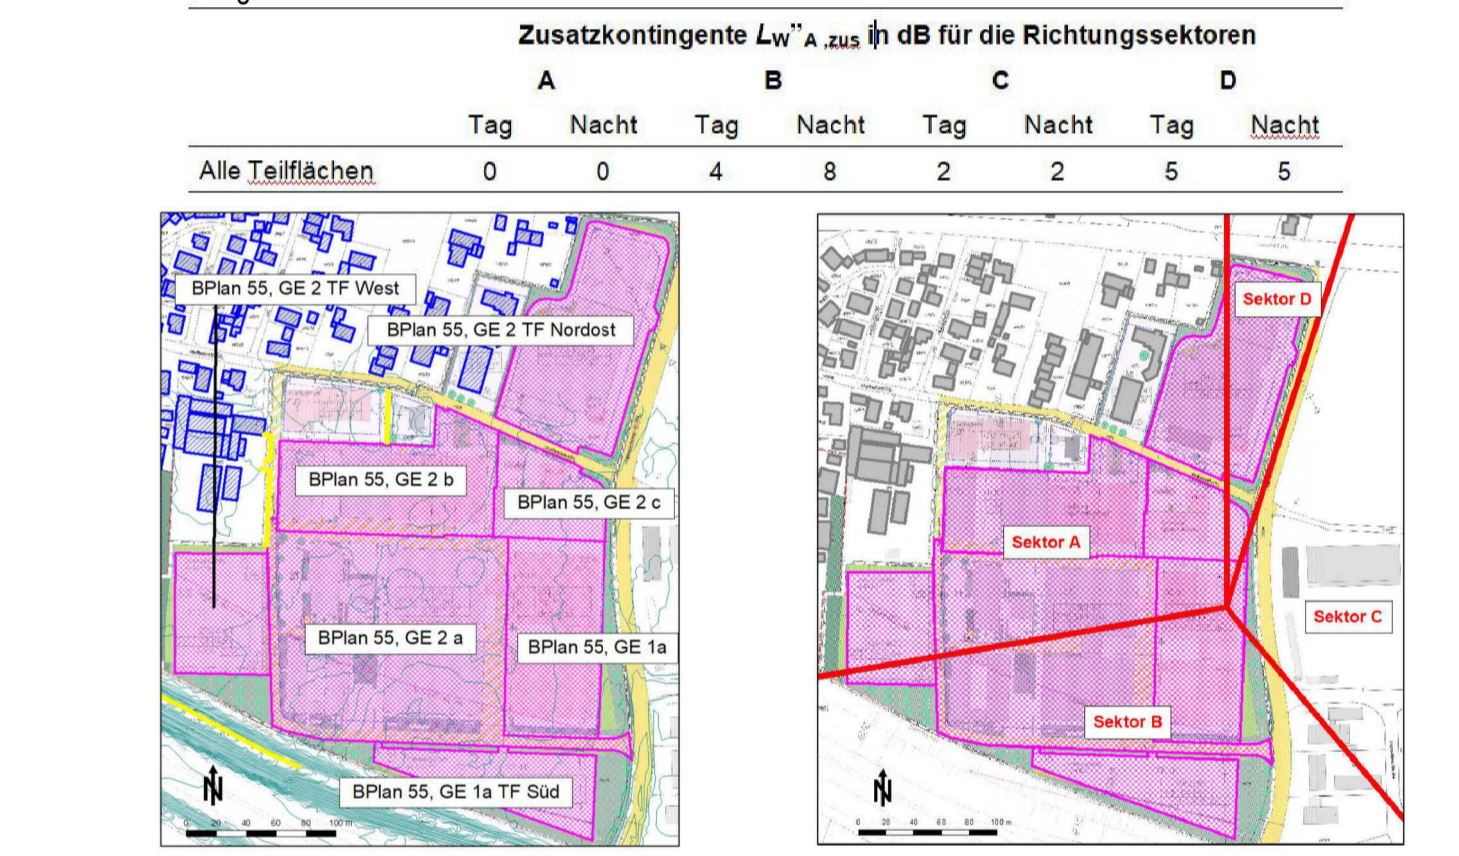 Zusatzkontingente LW”A ,zus in dB für die Richtungssektoren
A B C D
Tag Nacht Tag Nacht Tag Nacht Tag Nacht
Alle Teilflächen 0 0 4 8 2 2 5 5
BPlan 55, GE 2 TF West
BPlan 55, GE 2 TF Nordost
BPlan 55, GE 2 b
BPlan 55, GE 2 c
BPlan 55, GE 2 a
BPlan 55, GE 1a
BPlan 55, GE 1a TF Süd
N
0 20 40 60 80 100 m
Sektor D
Sektor A
Sektor C
Sektor B
N
0 20 40 60 80 100 m